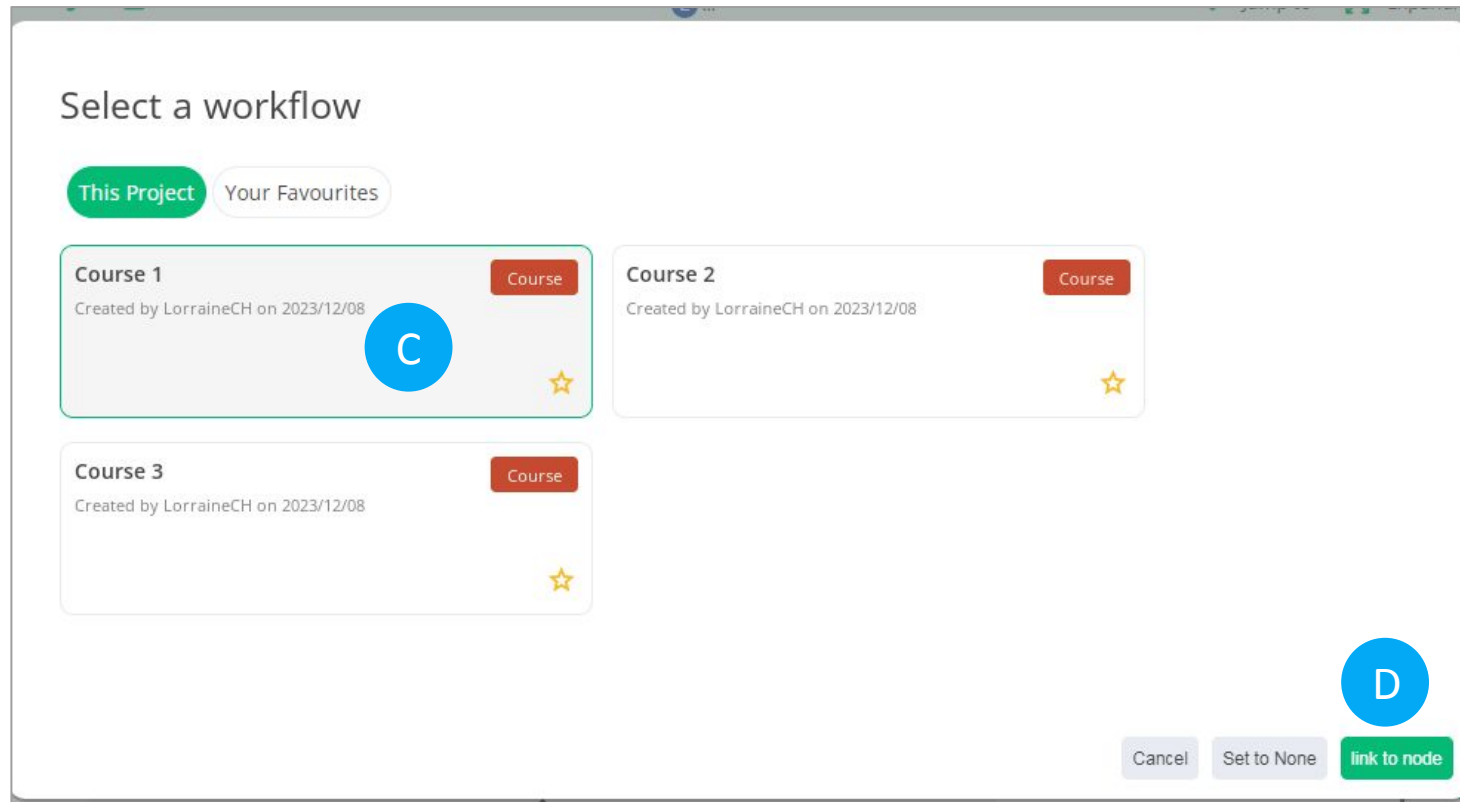 Select a workflow
This Project Your Favourites
Course 1 Course
Created by LorraineCH on 2023/12/08
C
Course 2 Course
Created by LorraineCH on 2023/12/08
Course 3 Course
Created by LorraineCH on 2023/12/08
D
Cancel Set to None link to node